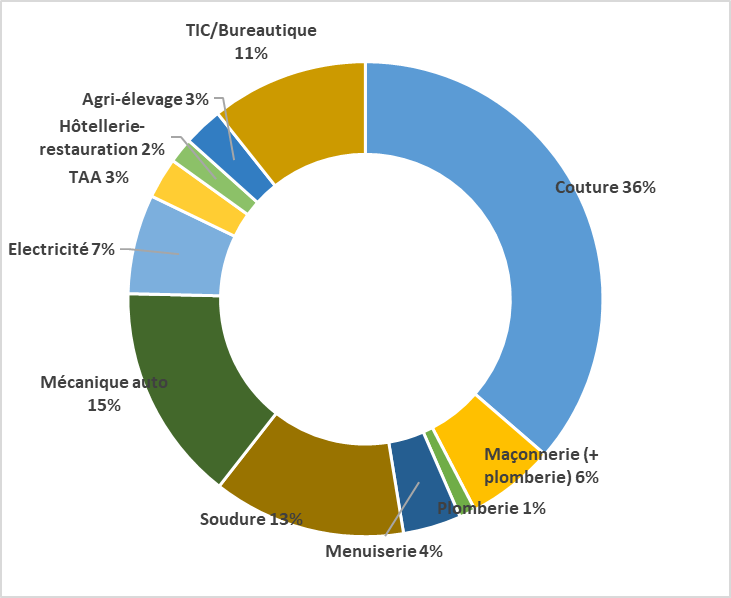 TIC/Bureautique
11%
Agri-élevage 3%
Hôtellerie-
restauration 2%
TAA 3%
Couture 36%
Electricité 7%
Mécanique auto
15%
Maçonnerie (+
plomberie) 6%
Plomberie 1%
Soudure 13%
Menuiserie 4%